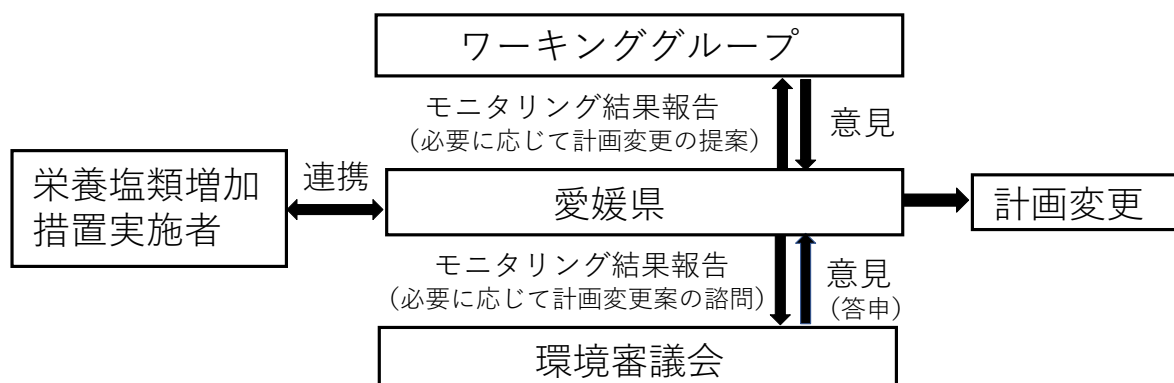 ワーキンググループ
モニタリング結果報告
（必要に応じて計画変更の提案）
意見
栄養塩類増加
措置実施者
連携
愛媛県
計画変更
モニタリング結果報告
（必要に応じて計画変更案の諮問）
意見
（答申）
環境審議会